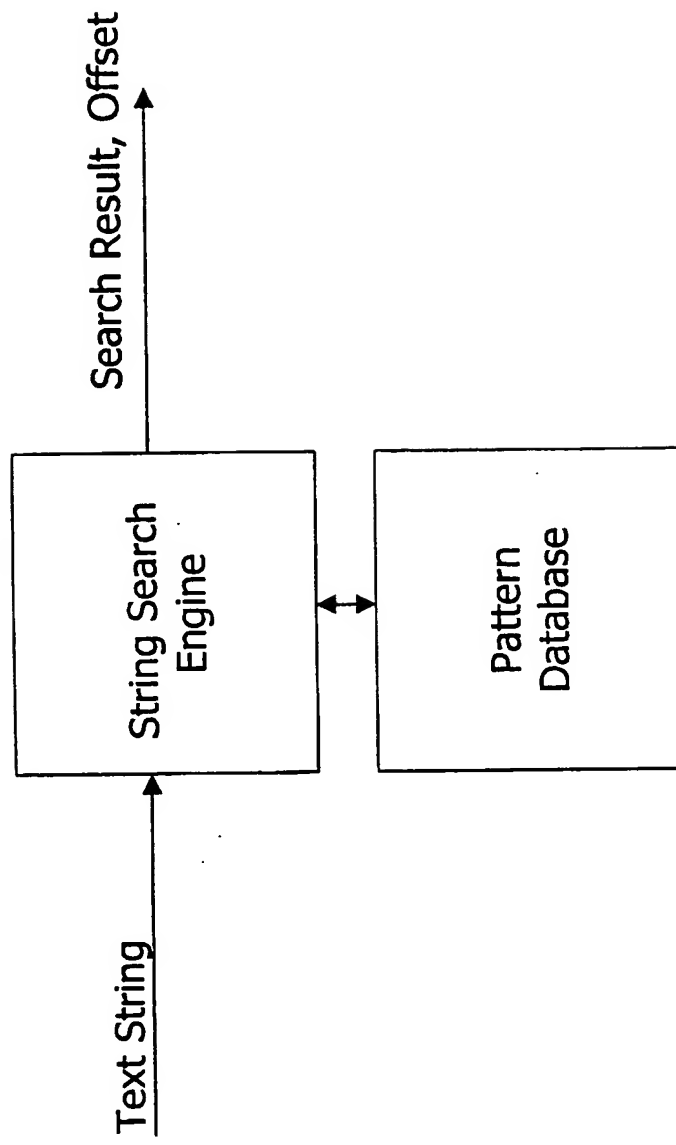 Text String
String Search
Engine
Search Result, Offset
Pattern
Database